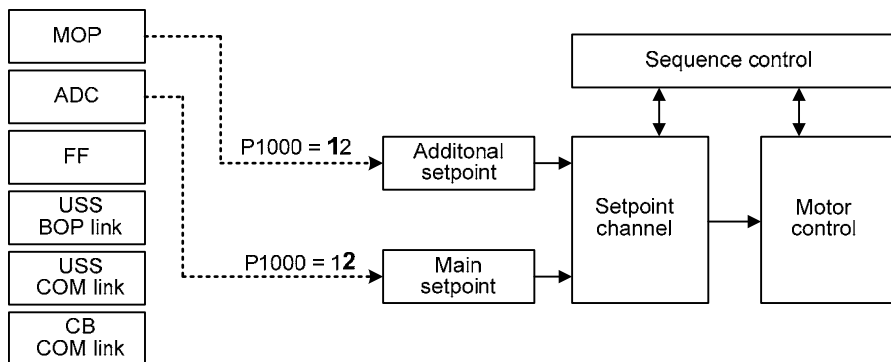 MOP
ADC
FF
USS
BOP link
USS
COM link
CB
COM link
P1000 = 12
P1000 = 12
Additonal
setpoint
Main
setpoint
Sequence control
Setpoint
channel
Motor
control